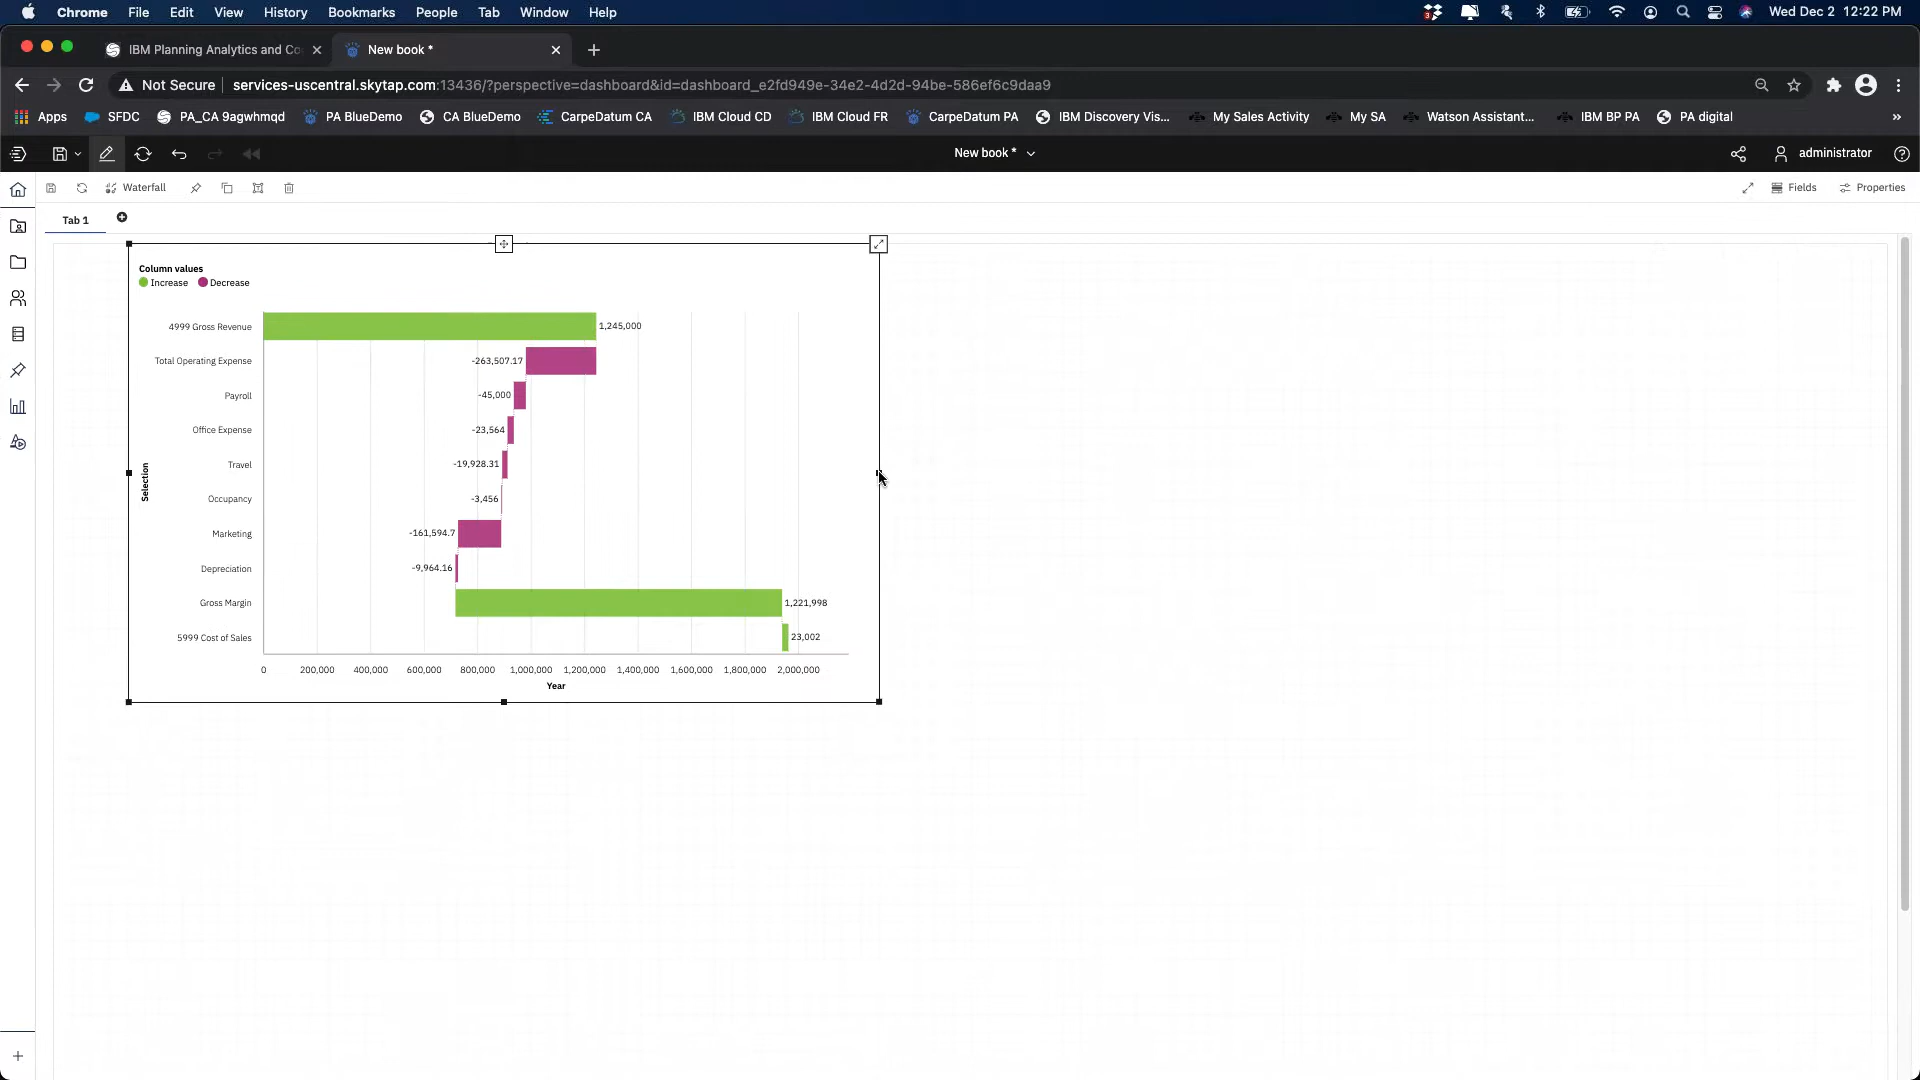 Chrome File Edit View History Bookmarks People Tab Window Help
Wed Dec 2 12:22 PM
IBM Planning Analytics and Co
New book *
Not Secure
services-uscentral.skytap.com:13436/?perspective=dashboard&id=dashboard_e2fd949e-34e2-4d2d-94be-586ef6c9daa9
Apps SFDC PA_CA 9agwhmqd PA BlueDemo CA BlueDemo CarpeDatum CA IBM Cloud CD IBM Cloud FR CarpeDatum PA IBM Discovery Vis... My Sales Activity My SA Watson Assistant... IBM BP PA PA digital »
New book *
administrator
Waterfall
Fields Properties
Tab 1
Column values
Increase Decrease
4999 Gross Revenue 1,245,000
Total Operating Expense -263,507.17
Payroll -45,000
Office Expense -23,564
Travel -19,928.31
Occupancy -3,456
Marketing -161,594.7
Depreciation -9,964.16
Gross Margin 1,221,998
5999 Cost of Sales 23,002
Selection
0 200,000 400,000 600,000 800,000 1,000,000 1,200,000 1,400,000 1,600,000 1,800,000 2,000,000
Year